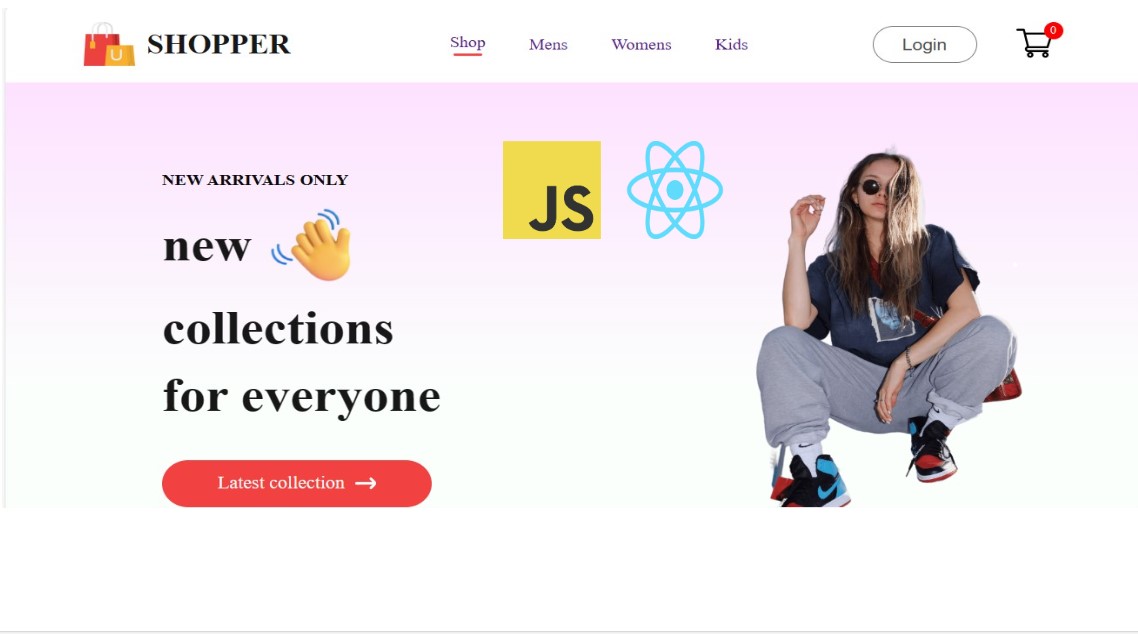 SHOPPER
Shop Mens Womens Kids
Login
0
U
NEW ARRIVALS ONLY
JS
new
collections
for everyone
Latest collection →